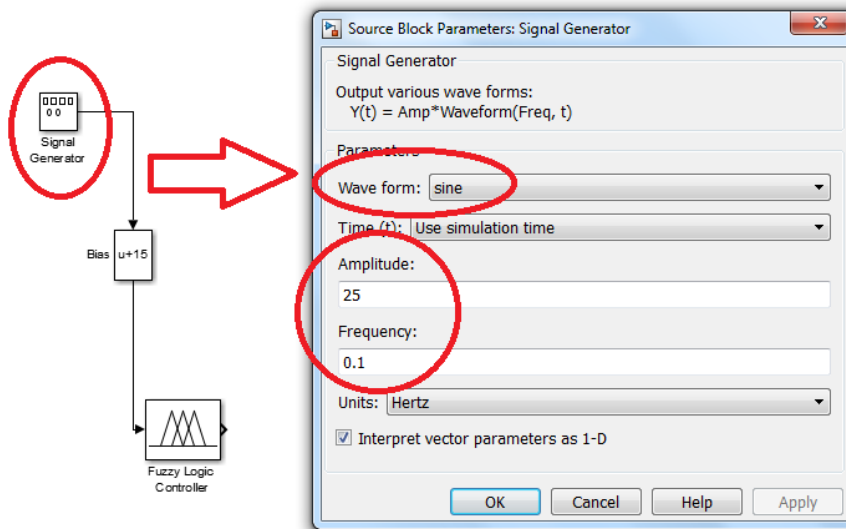 Signal
Generator
Bias u+15
Fuzzy Logic
Controller
Source Block Parameters: Signal Generator
Signal Generator
Output various wave forms:
Y(t) = Amp*Waveform(Freq, t)
Parameters
Wave form: sine
Time (t): Use simulation time
Amplitude:
25
Frequency:
0.1
Units: Hertz
Interpret vector parameters as 1-D
OK Cancel Help Apply